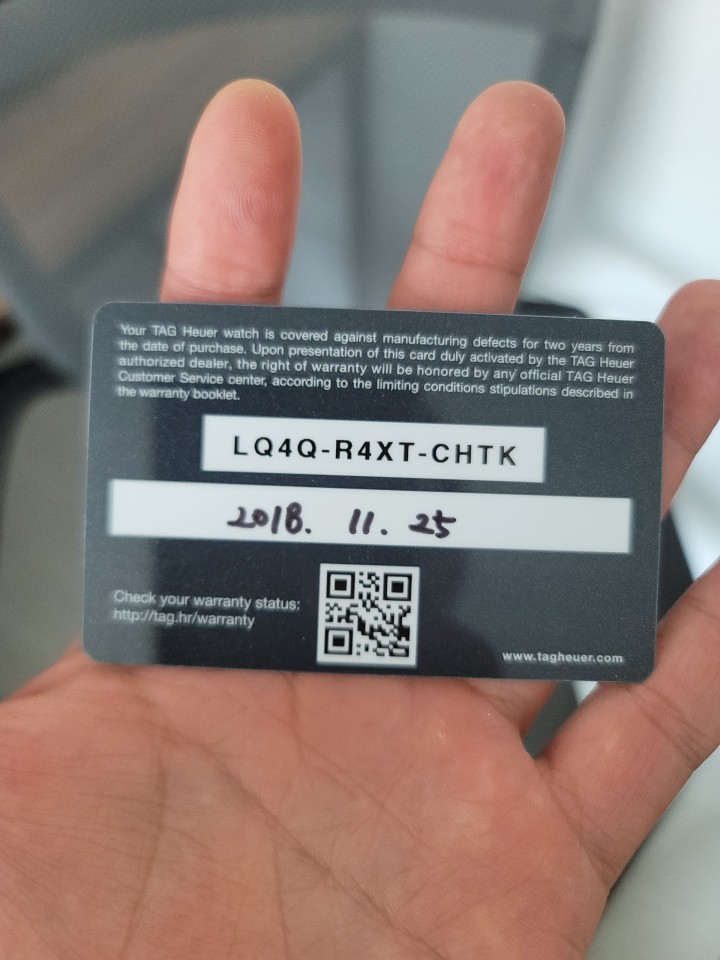 Your TAG Heuer watch is covered against manufacturing defects for two years from
the date of purchase. Upon presentation of this card duly activated by the TAG Heuer
authorized dealer, the right of warranty will be honored by any official TAG Heuer
Customer Service center, according to the limiting conditions stipulations described in
the warranty booklet.
LQ4Q-R4XT-CHTK
2018. 11. 25
Check your warranty status:
http://tag.hr/warranty
www.tagheuer.com